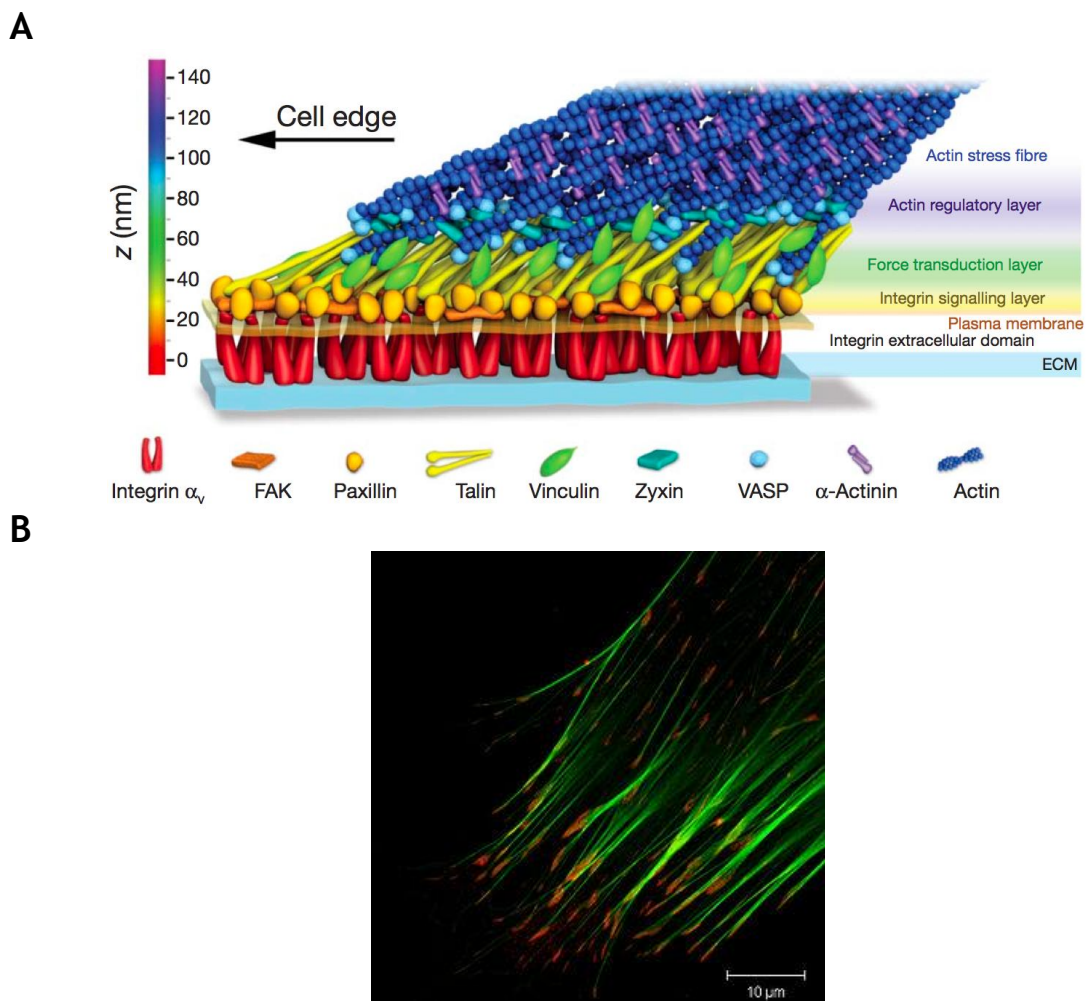 A
140
120
100
80
60
40
20
0
z (nm)
Cell edge
Actin stress fibre
Actin regulatory layer
Force transduction layer
Integrin signalling layer
Plasma membrane
Integrin extracellular domain
ECM
Integrin αv FAK Paxillin Talin Vinculin Zyxin VASP α-Actinin Actin
B
10 µm